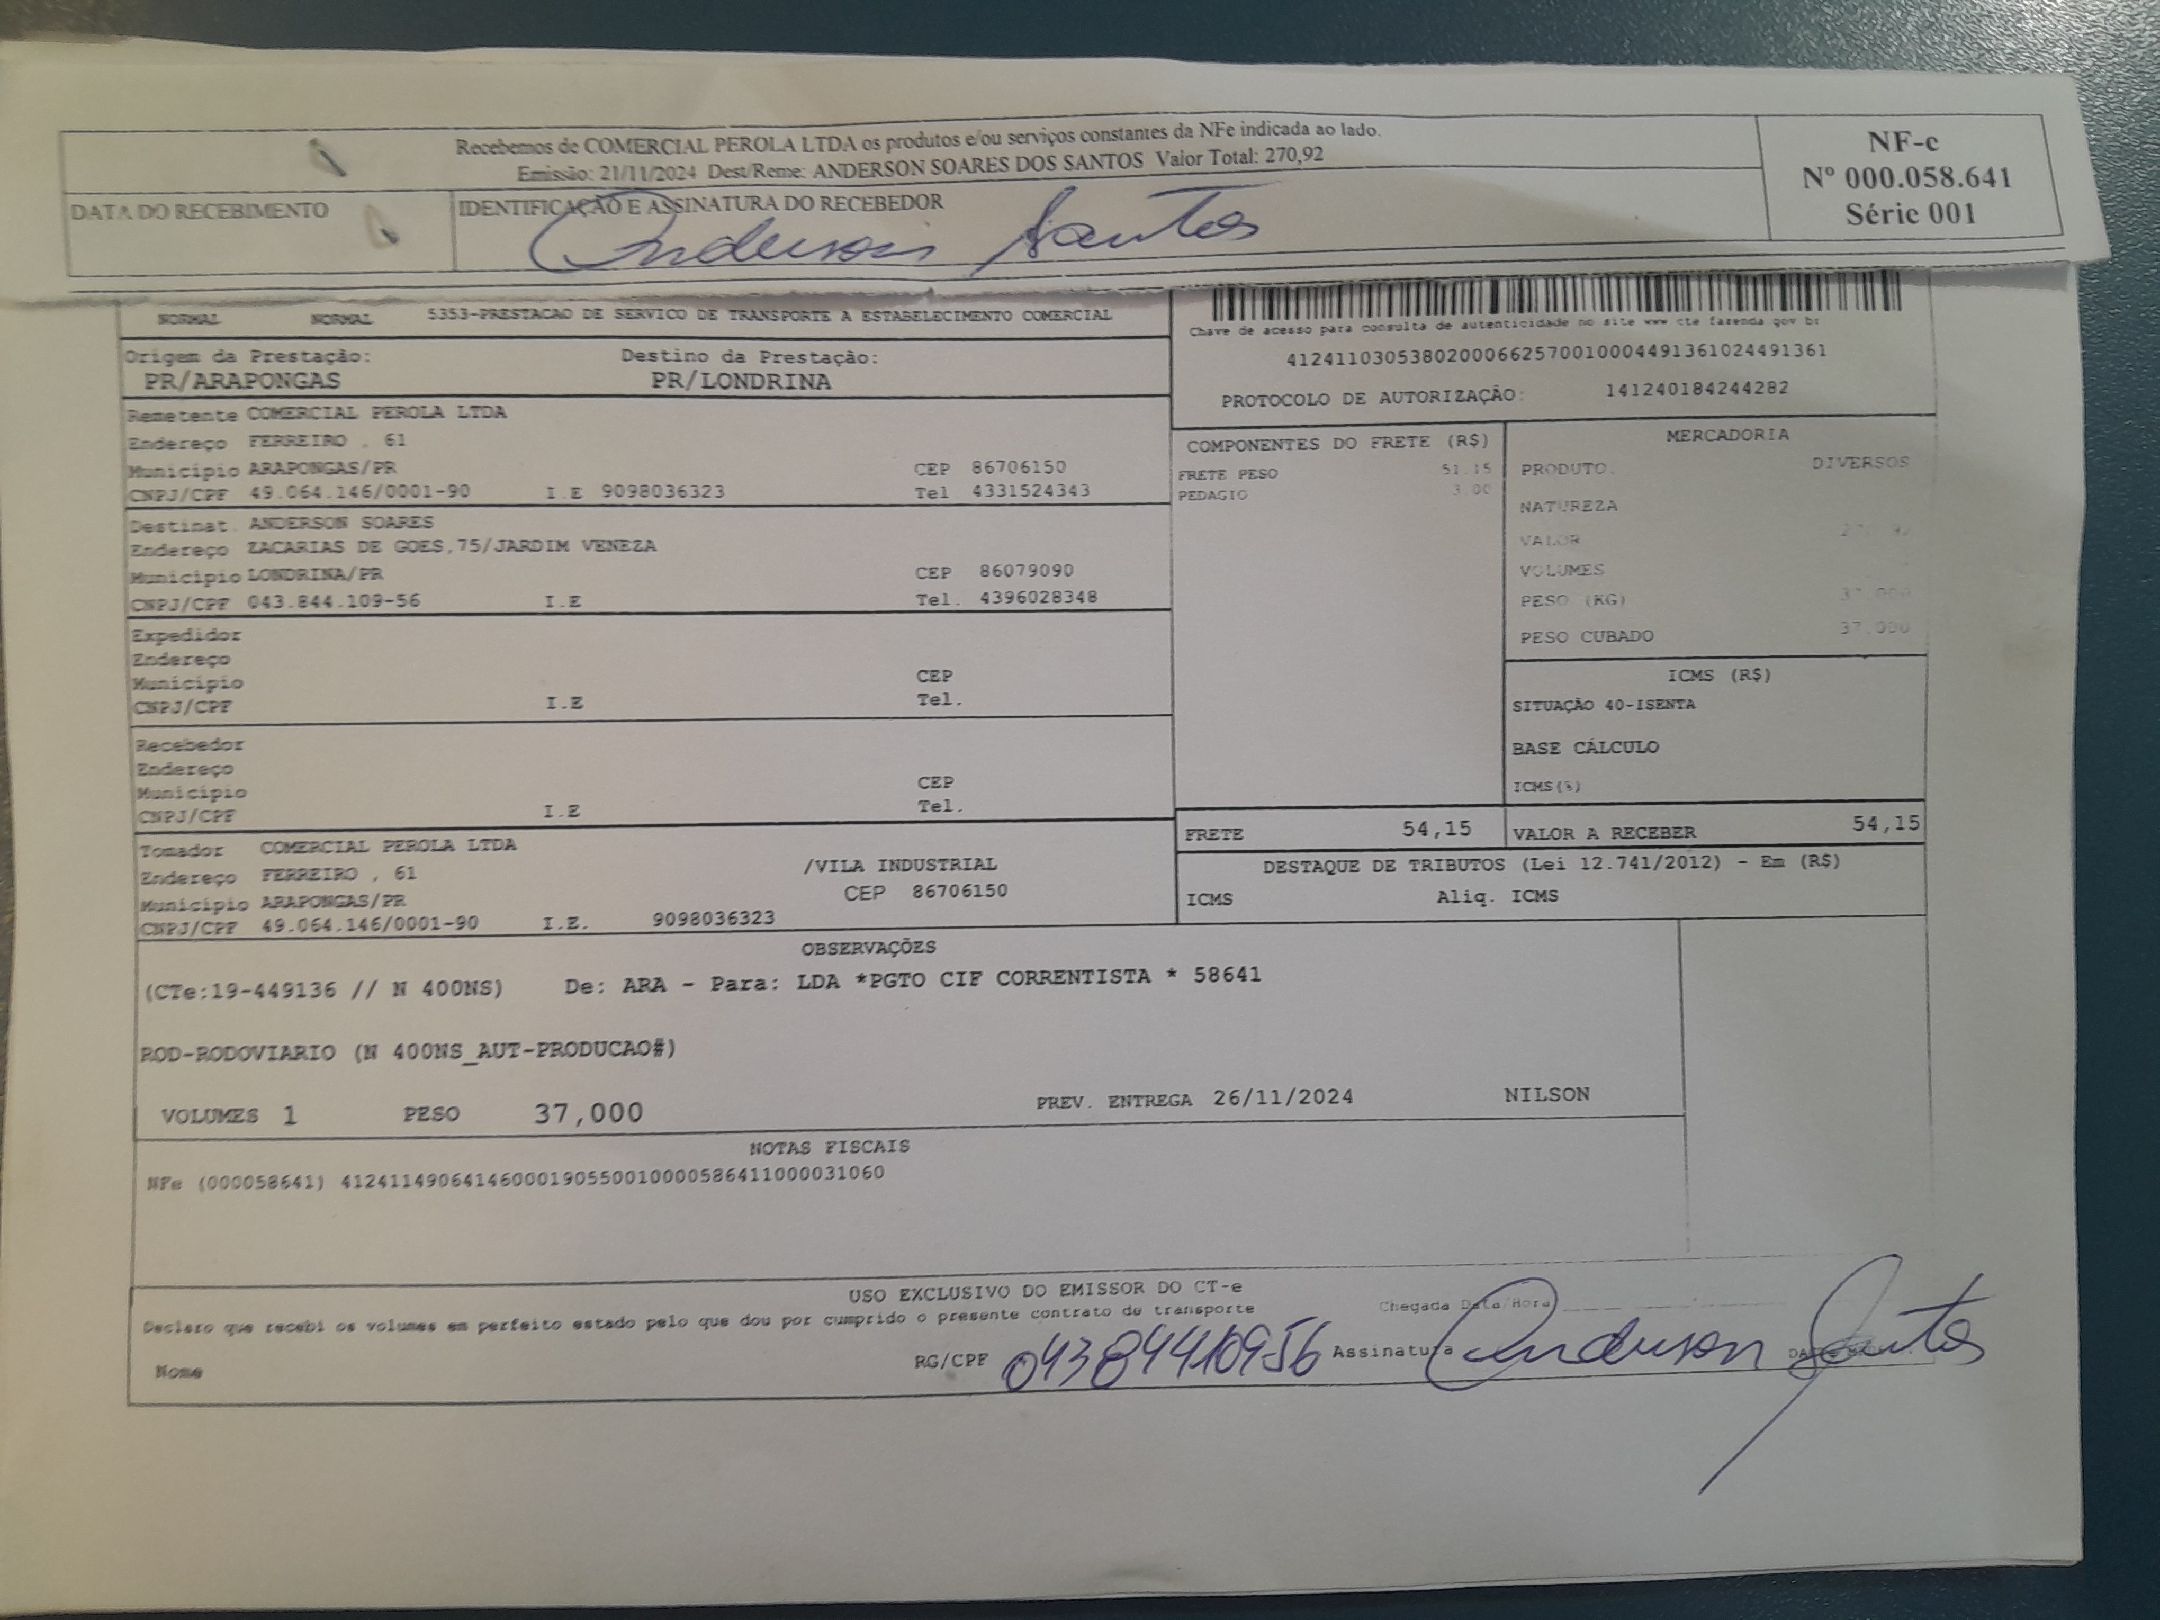 Recebemos de COMERCIAL PEROLA LTDA os produtos e/ou serviços constantes da NFe indicada ao lado.
Emissão: 21/11/2024 Dest/Reme: ANDERSON SOARES DOS SANTOS Valor Total: 270,92
DATA DO RECEBIMENTO
IDENTIFICAÇÃO E ASSINATURA DO RECEBEDOR
Anderson Santos
NF-e
Nº 000.058.641
Série 001
NORMAL NORMAL 5353-PRESTACAO DE SERVICO DE TRANSPORTE A ESTABELECIMENTO COMERCIAL
Chave de acesso para consulta de autenticidade no site www cte fazenda gov br
41241103053802000662570010004491361024491361
PROTOCOLO DE AUTORIZAÇÃO: 141240184244282
Origem da Prestação: Destino da Prestação:
PR/ARAPONGAS PR/LONDRINA
Remetente COMERCIAL PEROLA LTDA
Endereço FERREIRO , 61
Município ARAPONGAS/PR CEP 86706150
CNPJ/CPF 49.064.146/0001-90 I.E 9098036323 Tel 4331524343
Destinat. ANDERSON SOARES
Endereço ZACARIAS DE GOES,75/JARDIM VENEZA
Município LONDRINA/PR CEP 86079090
CNPJ/CPF 043.844.109-56 I.E Tel. 4396028348
Expedidor
Endereço
Município CEP
CNPJ/CPF I.E Tel.
Recebedor
Endereço
Município CEP
CNPJ/CPF I.E Tel.
Tomador COMERCIAL PEROLA LTDA
Endereço FERREIRO , 61 /VILA INDUSTRIAL
Município ARAPONGAS/PR CEP 86706150
CNPJ/CPF 49.064.146/0001-90 I.E. 9098036323
COMPONENTES DO FRETE (R$)
FRETE PESO 51.15
PEDAGIO 3.00
MERCADORIA
PRODUTO. DIVERSOS
NATUREZA
VALOR
VOLUMES
PESO (KG) 37.000
PESO CUBADO 37.000
ICMS (R$)
SITUAÇÃO 40-ISENTA
BASE CÁLCULO
ICMS(%)
FRETE 54,15 VALOR A RECEBER 54,15
DESTAQUE DE TRIBUTOS (Lei 12.741/2012) - Em (R$)
ICMS Aliq. ICMS
OBSERVAÇÕES
(CTe:19-449136 // N 400NS) De: ARA - Para: LDA *PGTO CIF CORRENTISTA * 58641
ROD-RODOVIARIO (N 400NS_AUT-PRODUCAO#)
VOLUMES 1 PESO 37,000 PREV. ENTREGA 26/11/2024 NILSON
NOTAS FISCAIS
NFe (000058641) 41241149064146000190550010000586411000031060
USO EXCLUSIVO DO EMISSOR DO CT-e
Declaro que recebi os volumes em perfeito estado pelo que dou por cumprido o presente contrato de transporte
Chegada Data/Hora
Nome RG/CPF 04384410956 Assinatura Anderson Santos